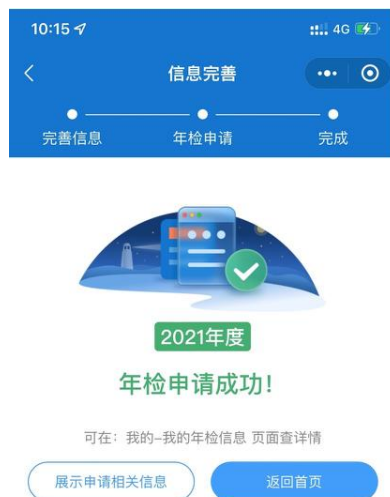 10:15 4G
信息完善
完善信息 年检申请 完成
2021年度
年检申请成功!
可在：我的-我的年检信息 页面查详情
展示申请相关信息 返回首页